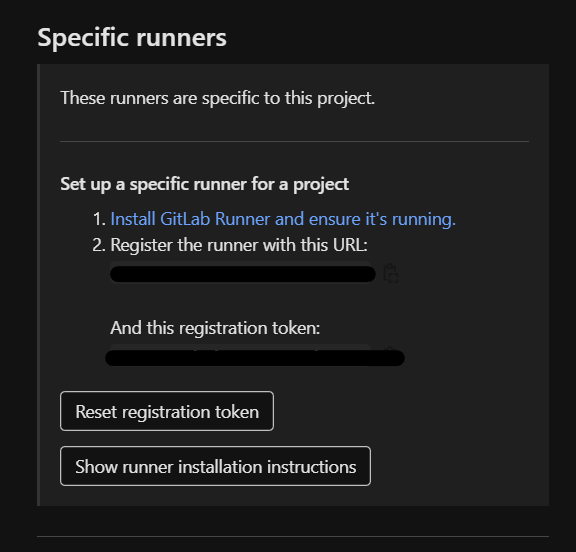 Specific runners
These runners are specific to this project.
Set up a specific runner for a project
1. Install GitLab Runner and ensure it's running.
2. Register the runner with this URL:
And this registration token:
Reset registration token
Show runner installation instructions